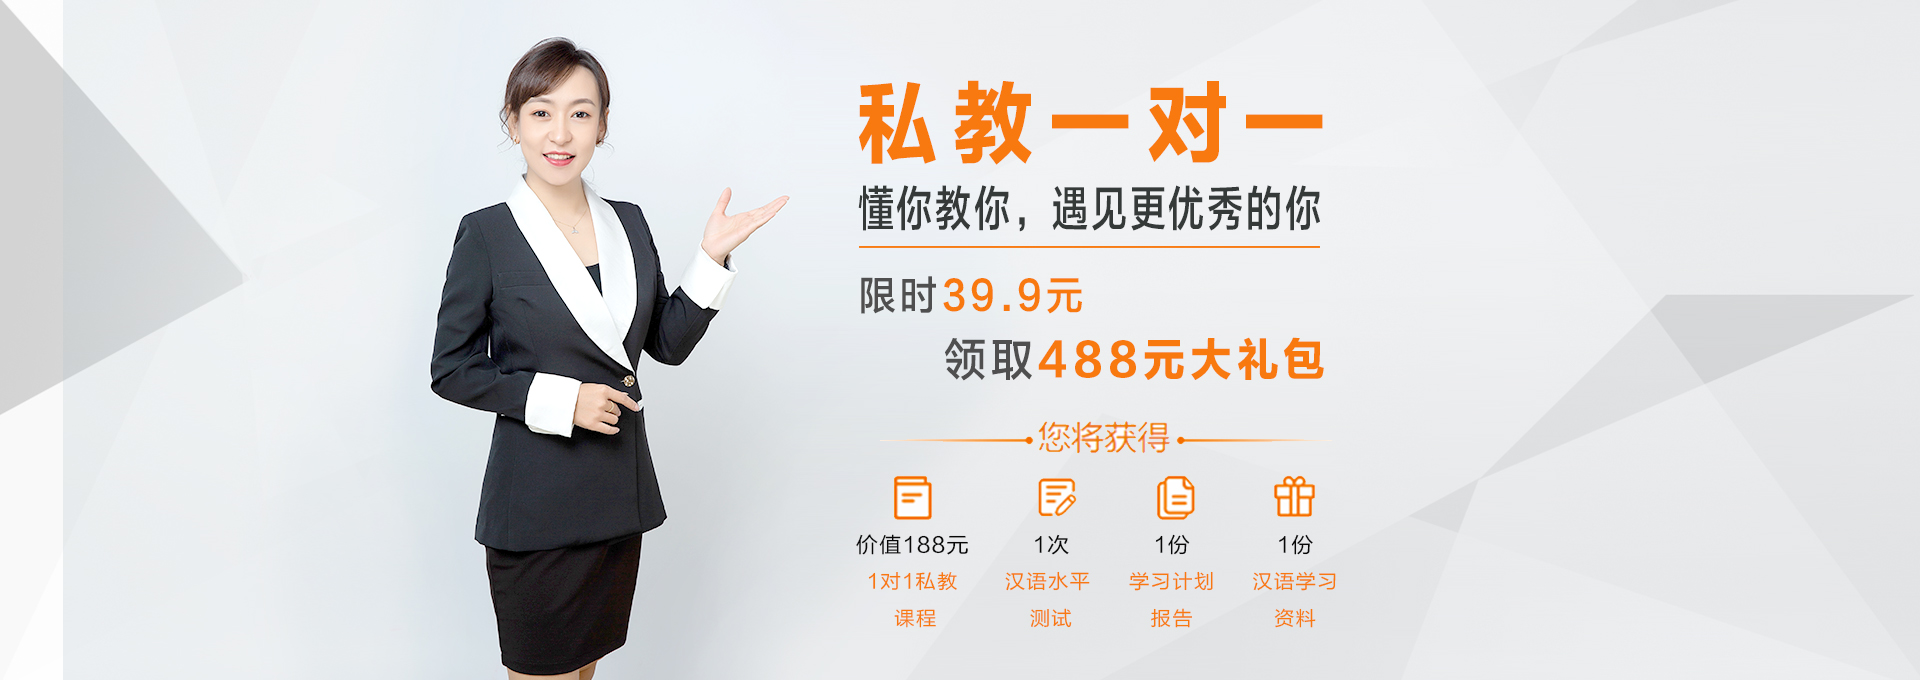 私教一对一
懂你教你，遇见更优秀的你
限时39.9元
领取488元大礼包
您将获得
价值188元
1对1私教
课程
1次
汉语水平
测试
1份
学习计划
报告
1份
汉语学习
资料